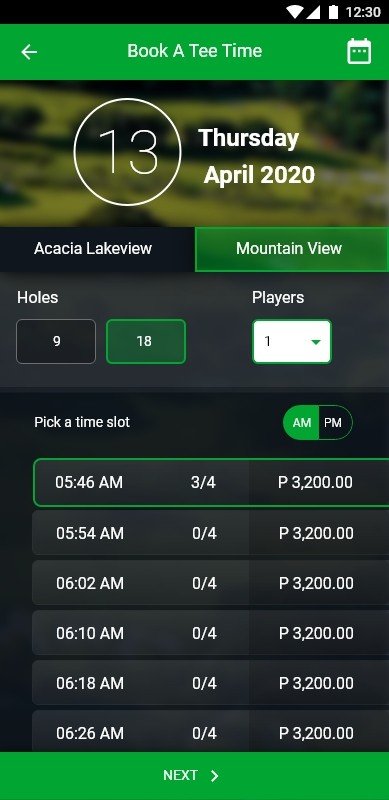 12:30
Book A Tee Time
13 Thursday
April 2020
Acacia Lakeview Mountain View
Holes Players
9 18 1
Pick a time slot AM PM
05:46 AM 3/4 P 3,200.00
05:54 AM 0/4 P 3,200.00
06:02 AM 0/4 P 3,200.00
06:10 AM 0/4 P 3,200.00
06:18 AM 0/4 P 3,200.00
06:26 AM 0/4 P 3,200.00
NEXT